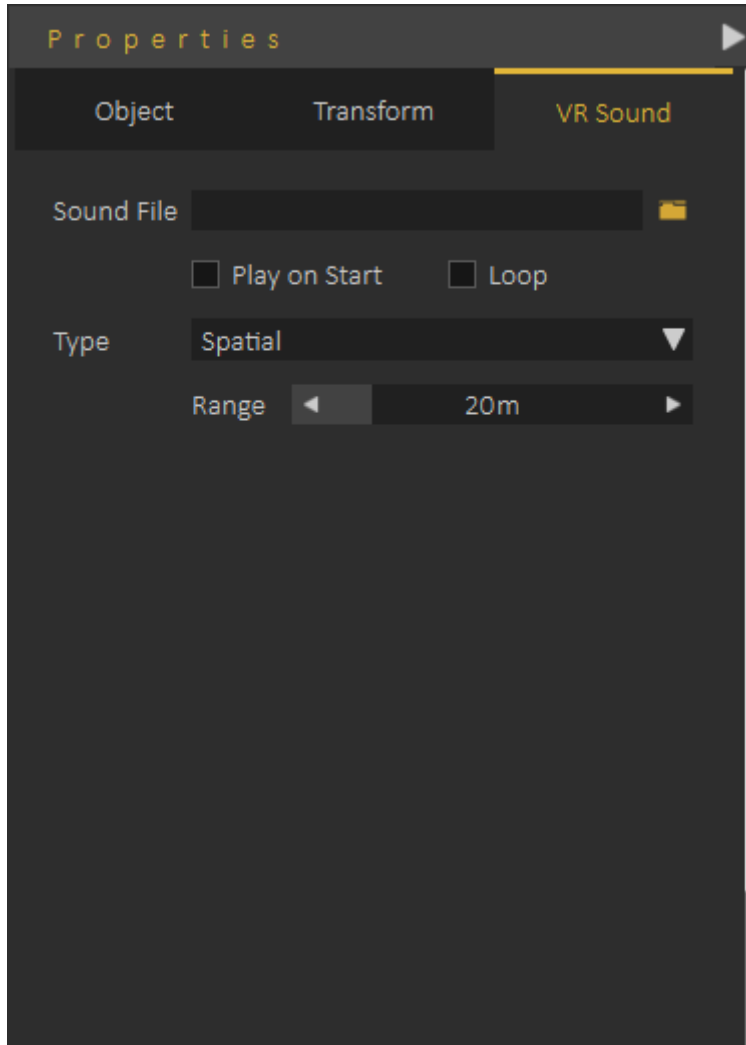 Properties
Object Transform VR Sound
Sound File
Play on Start Loop
Type Spatial
Range 20m